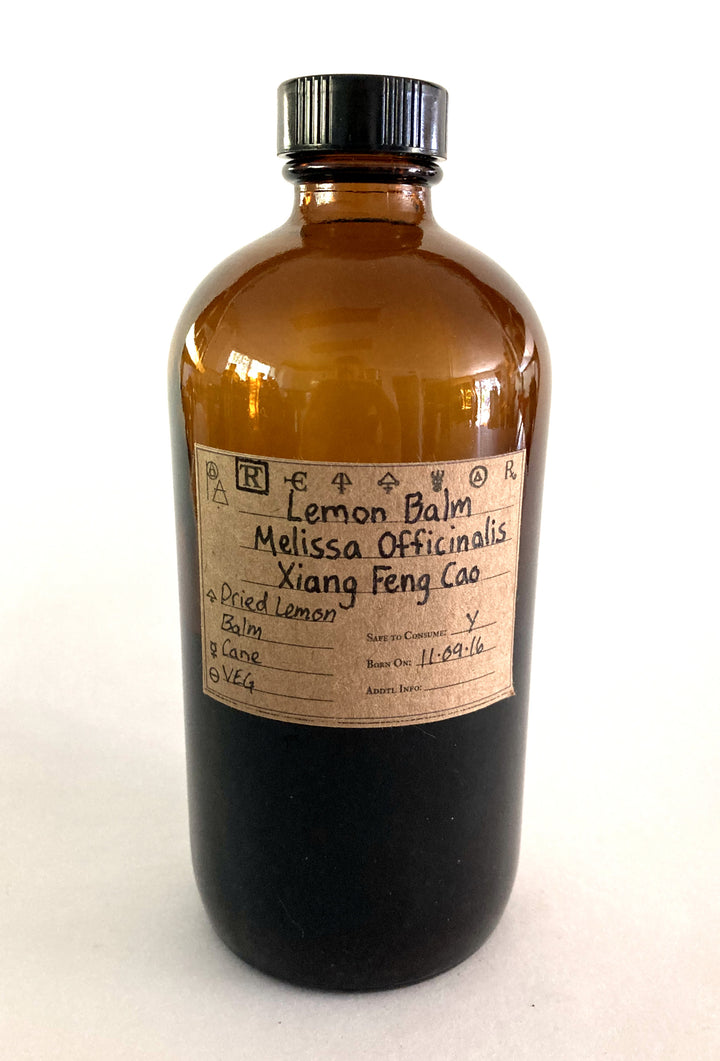 Lemon Balm
Melissa Officinalis
Xiang Feng Cao
Dried Lemon
Balm
Cane
VEG
SAFE TO CONSUME: Y
BORN ON: 11.09.16
ADDTL INFO: